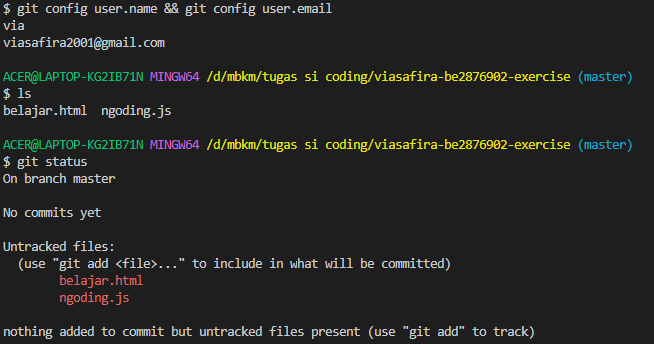 $ git config user.name && git config user.email
via
viasafira2001@gmail.com
ACER@LAPTOP-KG2IB71N MINGW64 /d/mbkm/tugas si coding/viasafira-be2876902-exercise (master)
$ ls
belajar.html  ngoding.js
ACER@LAPTOP-KG2IB71N MINGW64 /d/mbkm/tugas si coding/viasafira-be2876902-exercise (master)
$ git status
On branch master
No commits yet
Untracked files:
  (use "git add <file>..." to include in what will be committed)
        belajar.html
        ngoding.js
nothing added to commit but untracked files present (use "git add" to track)